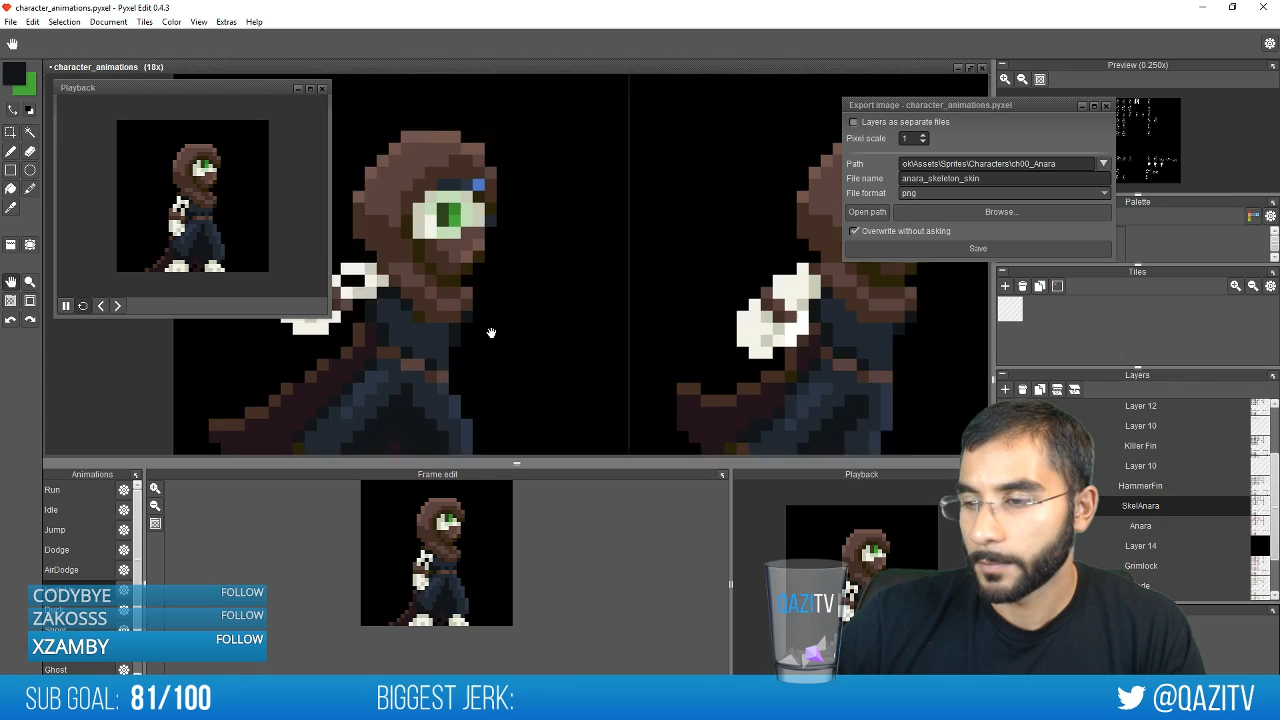 character_animations.pyxel - Pyxel Edit 0.4.3
File Edit Selection Document Tiles Color View Extras Help
character_animations (18x)
Playback
Export image - character_animations.pyxel
Layers as separate files
Pixel scale 1
Path ok\Assets\Sprites\Characters\ch00_Anara
File name anara_skeleton_skin
File format png
Open path Browse...
Overwrite without asking
Save
Preview (0.250x)
Palette
Tiles
Layers
Layer 12
Layer 10
Killer Fin
Layer 10
HammerFin
SkelAnara
Anara
Layer 14
Grimlock
Animations
Run
Idle
Jump
Dodge
AirDodge
Ghost
Frame edit
Playback
CODYBYE FOLLOW
ZAKOSSS FOLLOW
XZAMBY FOLLOW
QAZITV
SUB GOAL: 81/100
BIGGEST JERK:
@QAZITV